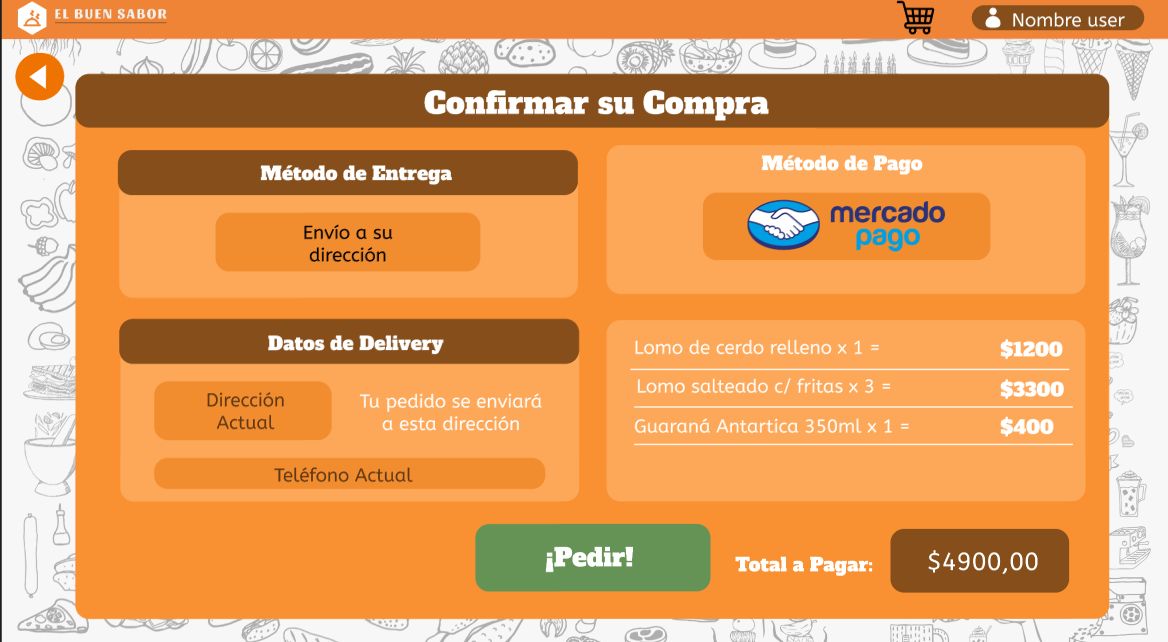 EL BUEN SABOR
Nombre user
Confirmar su Compra
Método de Entrega
Envío a su
dirección
Método de Pago
mercado
pago
Datos de Delivery
Dirección
Actual
Tu pedido se enviará
a esta dirección
Teléfono Actual
Lomo de cerdo relleno x 1 = $1200
Lomo salteado c/ fritas x 3 = $3300
Guaraná Antartica 350ml x 1 = $400
¡Pedir!
Total a Pagar: $4900,00